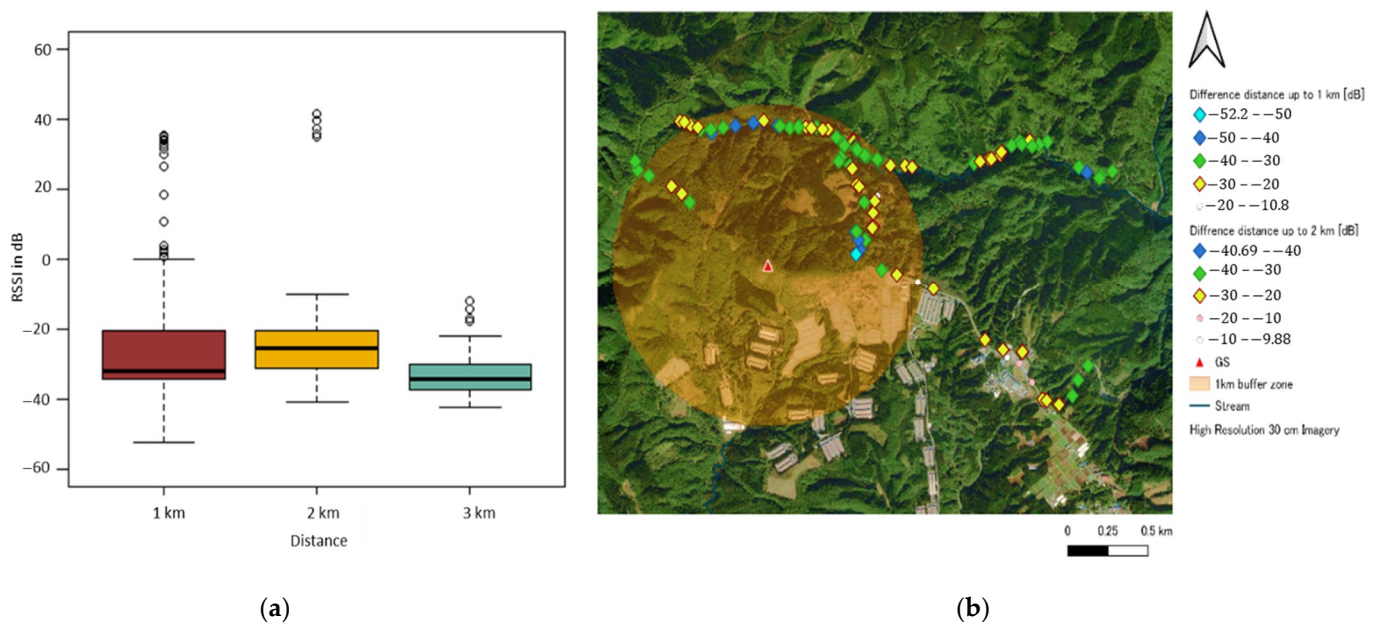 60
40
20
0
−20
−40
−60
RSSI in dB
1 km
2 km
3 km
Distance
(a)
Difference distance up to 1 km [dB]
−52.2 – −50
−50 – −40
−40 – −30
−30 – −20
−20 – −10.8
Diffrence distance up to 2 km [dB]
−40.69 – −40
−40 – −30
−30 – −20
−20 – −10
−10 – −9.88
GS
1km buffer zone
Stream
High Resolution 30 cm Imagery
0 0.25 0.5 km
(b)